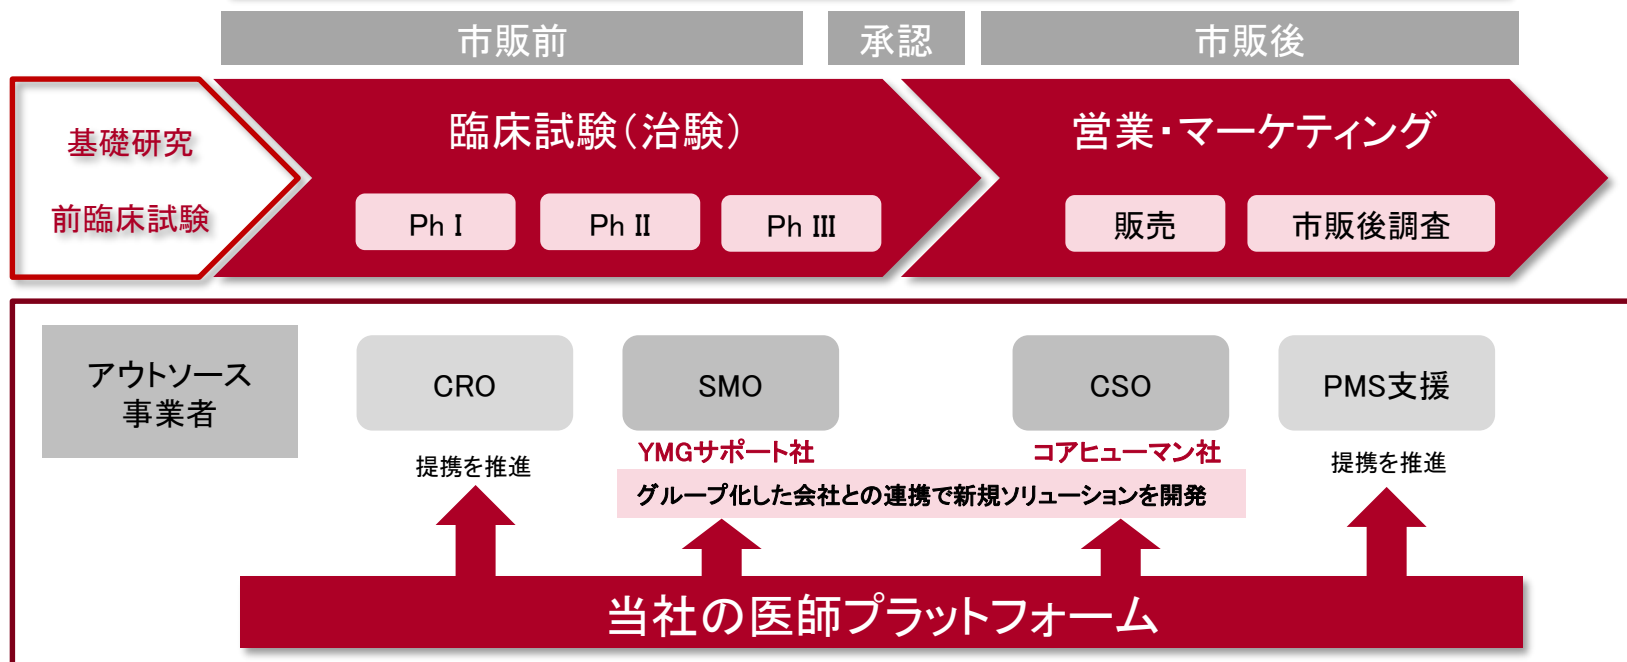 市販前
承認
市販後
基礎研究
前臨床試験
臨床試験(治験)
Ph I
Ph II
Ph III
営業・マーケティング
販売
市販後調査
アウトソース
事業者
CRO
SMO
CSO
PMS支援
提携を推進
YMGサポート社
コアヒューマン社
提携を推進
グループ化した会社との連携で新規ソリューションを開発
当社の医師プラットフォーム